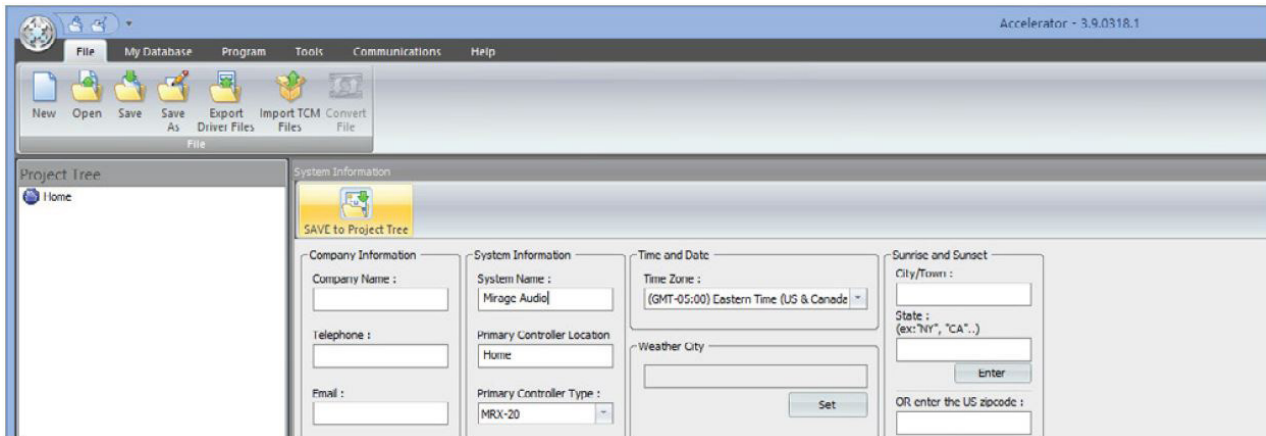 Accelerator - 3.9.0318.1
File My Database Program Tools Communications Help
New Open Save Save As Export Driver Files Import TCM Files Convert File
File
Project Tree
Home
System Information
SAVE to Project Tree
Company Information
Company Name :
Telephone :
Email :
System Information
System Name :
Mirage Audio
Primary Controller Location
Home
Primary Controller Type :
MRX-20
Time and Date
Time Zone :
(GMT-05:00) Eastern Time (US & Canada
Weather City
Set
Sunrise and Sunset
City/Town :
State :
(ex:"NY", "CA"..)
Enter
OR enter the US zipcode :